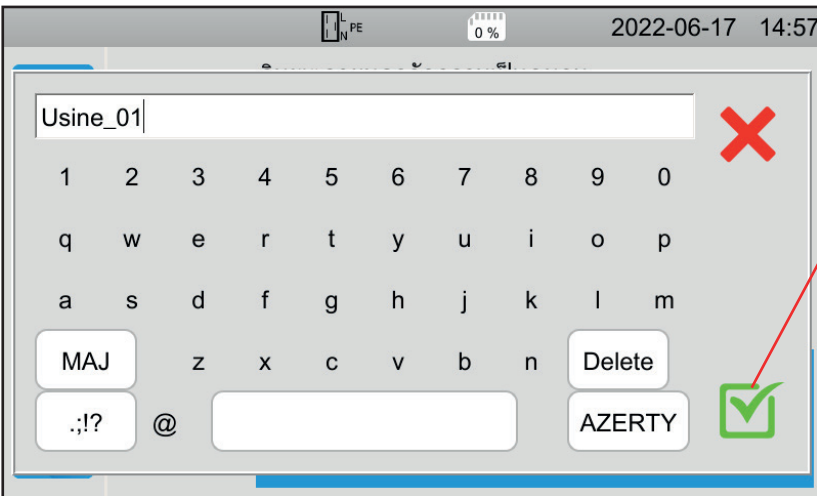 L
N PE
0 %
2022-06-17 14:57
Usine_01
1 2 3 4 5 6 7 8 9 0
q w e r t y u i o p
a s d f g h j k l m
MAJ z x c v b n Delete
.;!? @ AZERTY